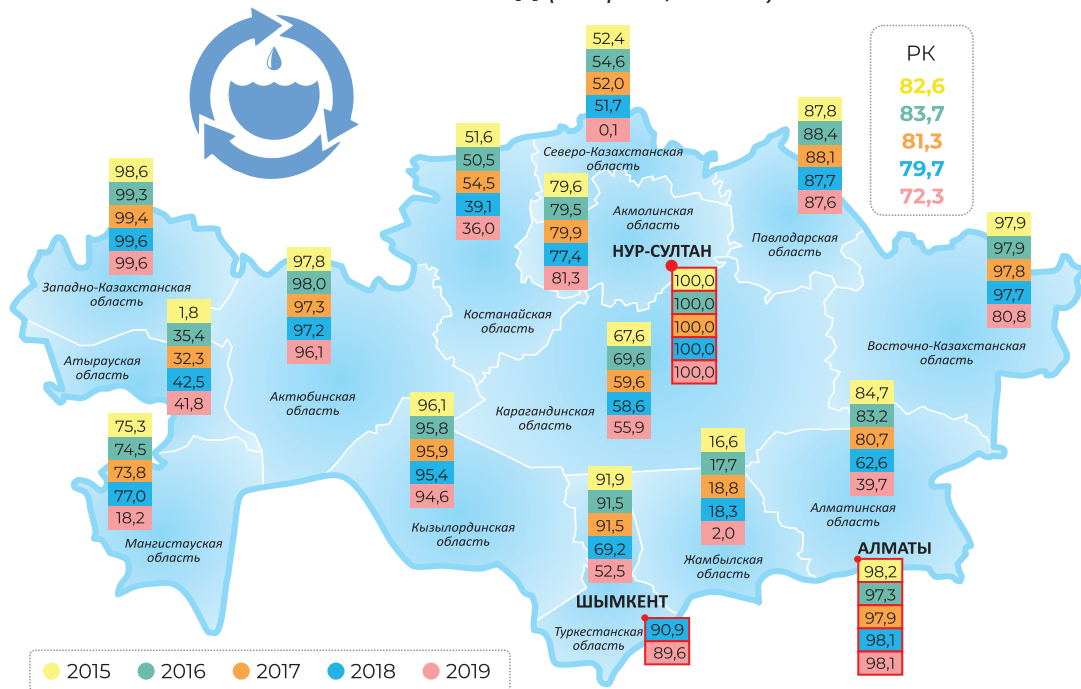 52,4
54,6
52,0
51,7
0,1
Северо-Казахстанская
область
РК
82,6
83,7
81,3
79,7
72,3
87,8
88,4
88,1
87,7
87,6
Павлодарская
область
51,6
50,5
54,5
39,1
36,0
Костанайская
область
79,6
79,5
79,9
77,4
81,3
Акмолинская
область
НУР-СУЛТАН
100,0
100,0
100,0
100,0
100,0
98,6
99,3
99,4
99,6
99,6
Западно-Казахстанская
область
97,8
98,0
97,3
97,2
96,1
Актюбинская
область
97,9
97,9
97,8
97,7
80,8
Восточно-Казахстанская
область
1,8
35,4
32,3
42,5
41,8
Атырауская
область
67,6
69,6
59,6
58,6
55,9
Карагандинская
область
75,3
74,5
73,8
77,0
18,2
Мангистауская
область
96,1
95,8
95,9
95,4
94,6
Кызылординская
область
91,9
91,5
91,5
69,2
52,5
Туркестанская
область
ШЫМКЕНТ
90,9
89,6
16,6
17,7
18,8
18,3
2,0
Жамбылская
область
84,7
83,2
80,7
62,6
39,7
Алматинская
область
АЛМАТЫ
98,2
97,3
97,9
98,1
98,1
2015 2016 2017 2018 2019